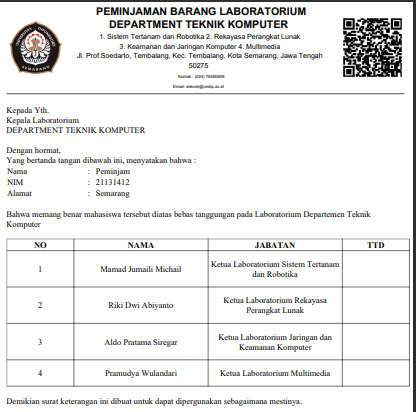 PEMINJAMAN BARANG LABORATORIUM
DEPARTMENT TEKNIK KOMPUTER
1. Sistem Tertanam dan Robotika 2. Rekayasa Perangkat Lunak
3. Keamanan dan Jaringan Komputer 4. Multimedia
Jl. Prof.Soedarto, Tembalang, Kec. Tembalang, Kota Semarang, Jawa Tengah
50275
Kontak : (024) 76480609
Email: siskom@undip.ac.id
SEMARANG
Kepada Yth.
Kepala Laboratorium
DEPARTMENT TEKNIK KOMPUTER
Dengan hormat,
Yang bertanda tangan dibawah ini, menyatakan bahwa :
Nama : Peminjam
NIM : 21131412
Alamat : Semarang
Bahwa memang benar mahasiswa tersebut diatas bebas tanggungan pada Laboratorium Departemen Teknik
Komputer
NO NAMA JABATAN TTD
1 Mamad Jumaili Michail Ketua Laboratorium Sistem Tertanam
dan Robotika
2 Riki Dwi Abiyanto Ketua Laboratorium Rekayasa
Perangkat Lunak
3 Aldo Pratama Siregar Ketua Laboratorium Jaringan dan
Keamanan Komputer
4 Pramudya Wulandari Ketua Laboratorium Multimedia
Demikian surat keterangan ini dibuat untuk dapat dipergunakan sebagaimana mestinya.